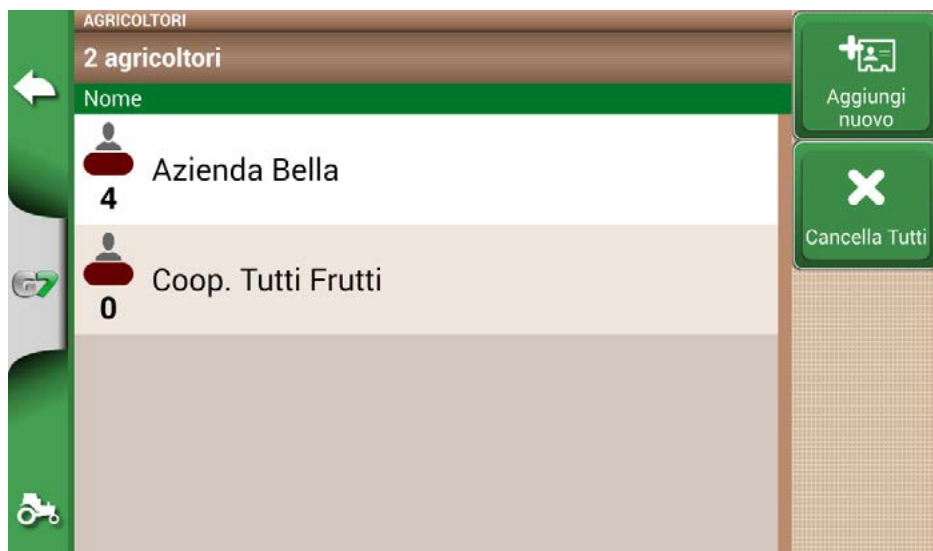 AGRICOLTORI
2 agricoltori
Nome
4
Azienda Bella
0
Coop. Tutti Frutti
Aggiungi
nuovo
Cancella Tutti
G7